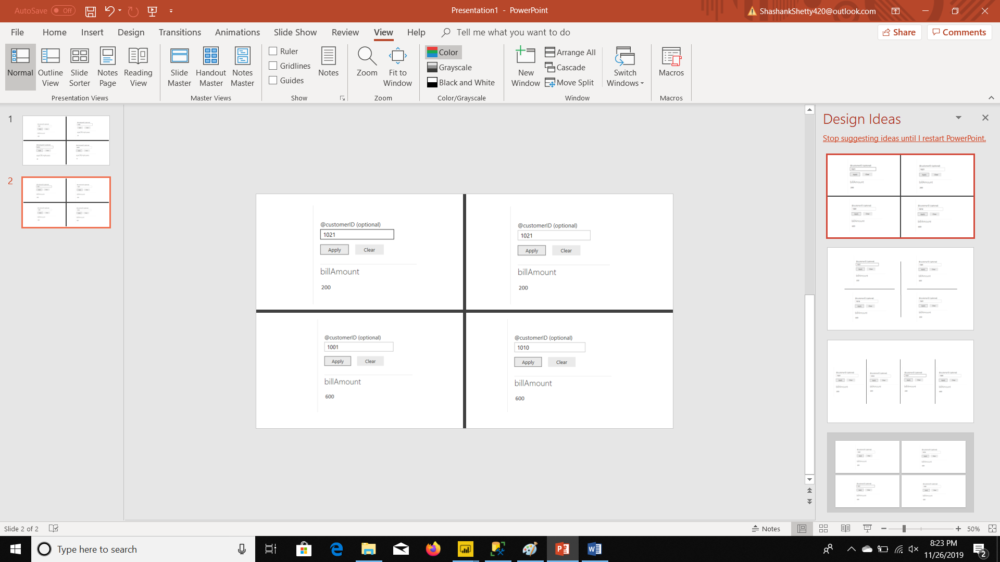 AutoSave Off
Presentation1 - PowerPoint
ShashankShetty420@outlook.com
File Home Insert Design Transitions Animations Slide Show Review View Help Tell me what you want to do
Share Comments
Normal
Outline View
Slide Sorter
Notes Page
Reading View
Presentation Views
Slide Master
Handout Master
Notes Master
Master Views
Ruler
Gridlines
Guides
Notes
Show
Zoom
Fit to Window
Zoom
Color
Grayscale
Black and White
Color/Grayscale
New Window
Arrange All
Cascade
Move Split
Switch Windows
Window
Macros
Macros
1
2
@customerID (optional)
1021
Apply Clear
billAmount
200
@customerID (optional)
1021
Apply Clear
billAmount
200
@customerID (optional)
1001
Apply Clear
billAmount
600
@customerID (optional)
1010
Apply Clear
billAmount
600
Design Ideas
Stop suggesting ideas until I restart PowerPoint.
Slide 2 of 2
Notes
50%
Type here to search
8:23 PM
11/26/2019
2